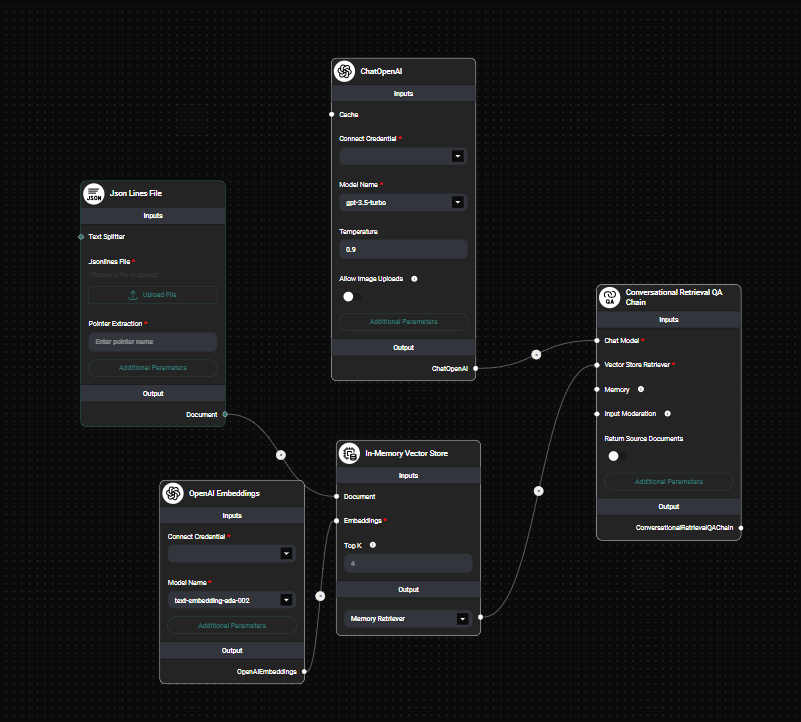 ChatOpenAI
Inputs
Cache
Connect Credential *
Model Name *
gpt-3.5-turbo
Temperature
0.9
Allow Image Uploads
Additional Parameters
Output
ChatOpenAI
JSON
Json Lines File
Inputs
Text Splitter
Jsonlines File *
Choose a file to upload
Upload File
Pointer Extraction *
Enter pointer name
Additional Parameters
Output
Document
QA
Conversational Retrieval QA
Chain
Inputs
Chat Model *
Vector Store Retriever *
Memory
Input Moderation
Return Source Documents
Additional Parameters
Output
ConversationalRetrievalQAChain
In-Memory Vector Store
Inputs
Document
Embeddings *
Top K
4
Output
Memory Retriever
OpenAI Embeddings
Inputs
Connect Credential *
Model Name *
text-embedding-ada-002
Additional Parameters
Output
OpenAIEmbeddings